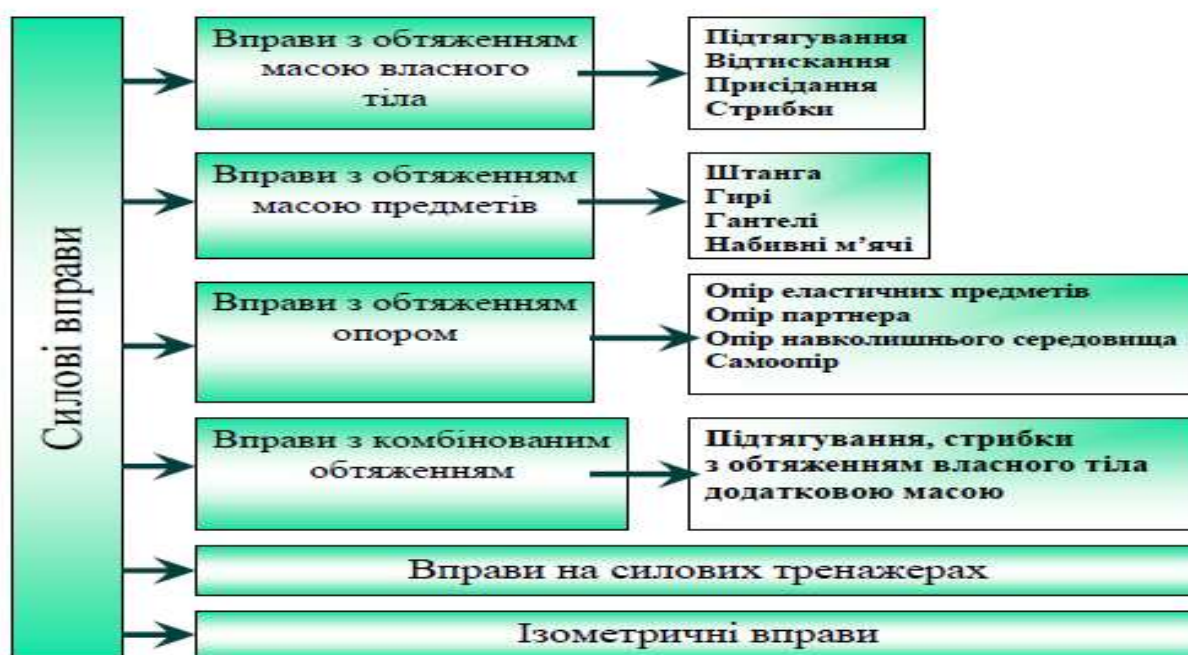 Силові вправи
Вправи з обтяженням
масою власного
тіла
Підтягування
Відтискання
Присідання
Стрибки
Вправи з обтяженням
масою предметів
Штанга
Гирі
Гантелі
Набивні м’ячі
Вправи з обтяженням
опором
Опір еластичних предметів
Опір партнера
Опір навколишнього середовища
Самоопір
Вправи з комбінованим
обтяженням
Підтягування, стрибки
з обтяженням власного тіла
додатковою масою
Вправи на силових тренажерах
Ізометричні вправи